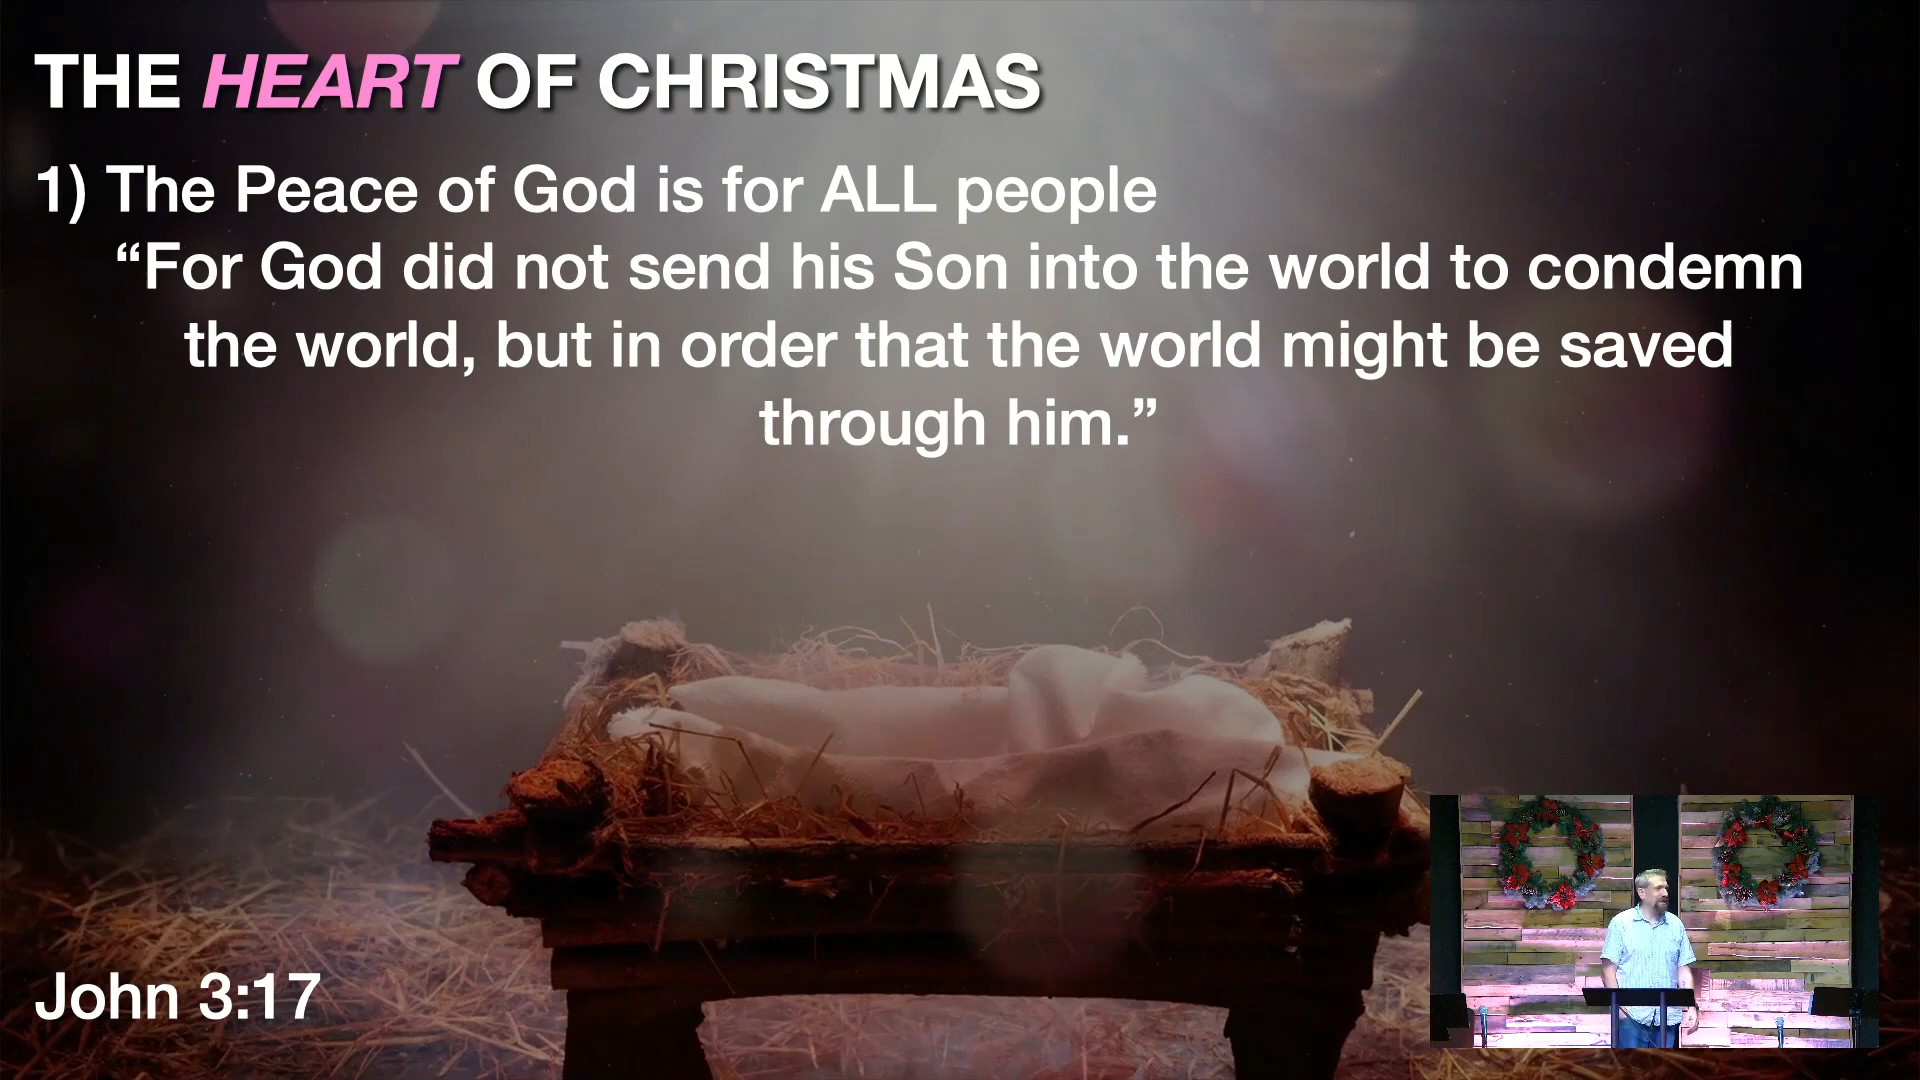 THE HEART OF CHRISTMAS
1) The Peace of God is for ALL people
“For God did not send his Son into the world to condemn
the world, but in order that the world might be saved
through him.”
John 3:17